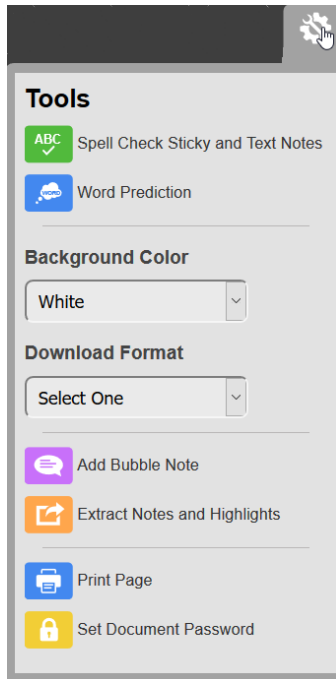 Tools
ABC
Spell Check Sticky and Text Notes
WORD
Word Prediction
Background Color
White
Download Format
Select One
Add Bubble Note
Extract Notes and Highlights
Print Page
Set Document Password